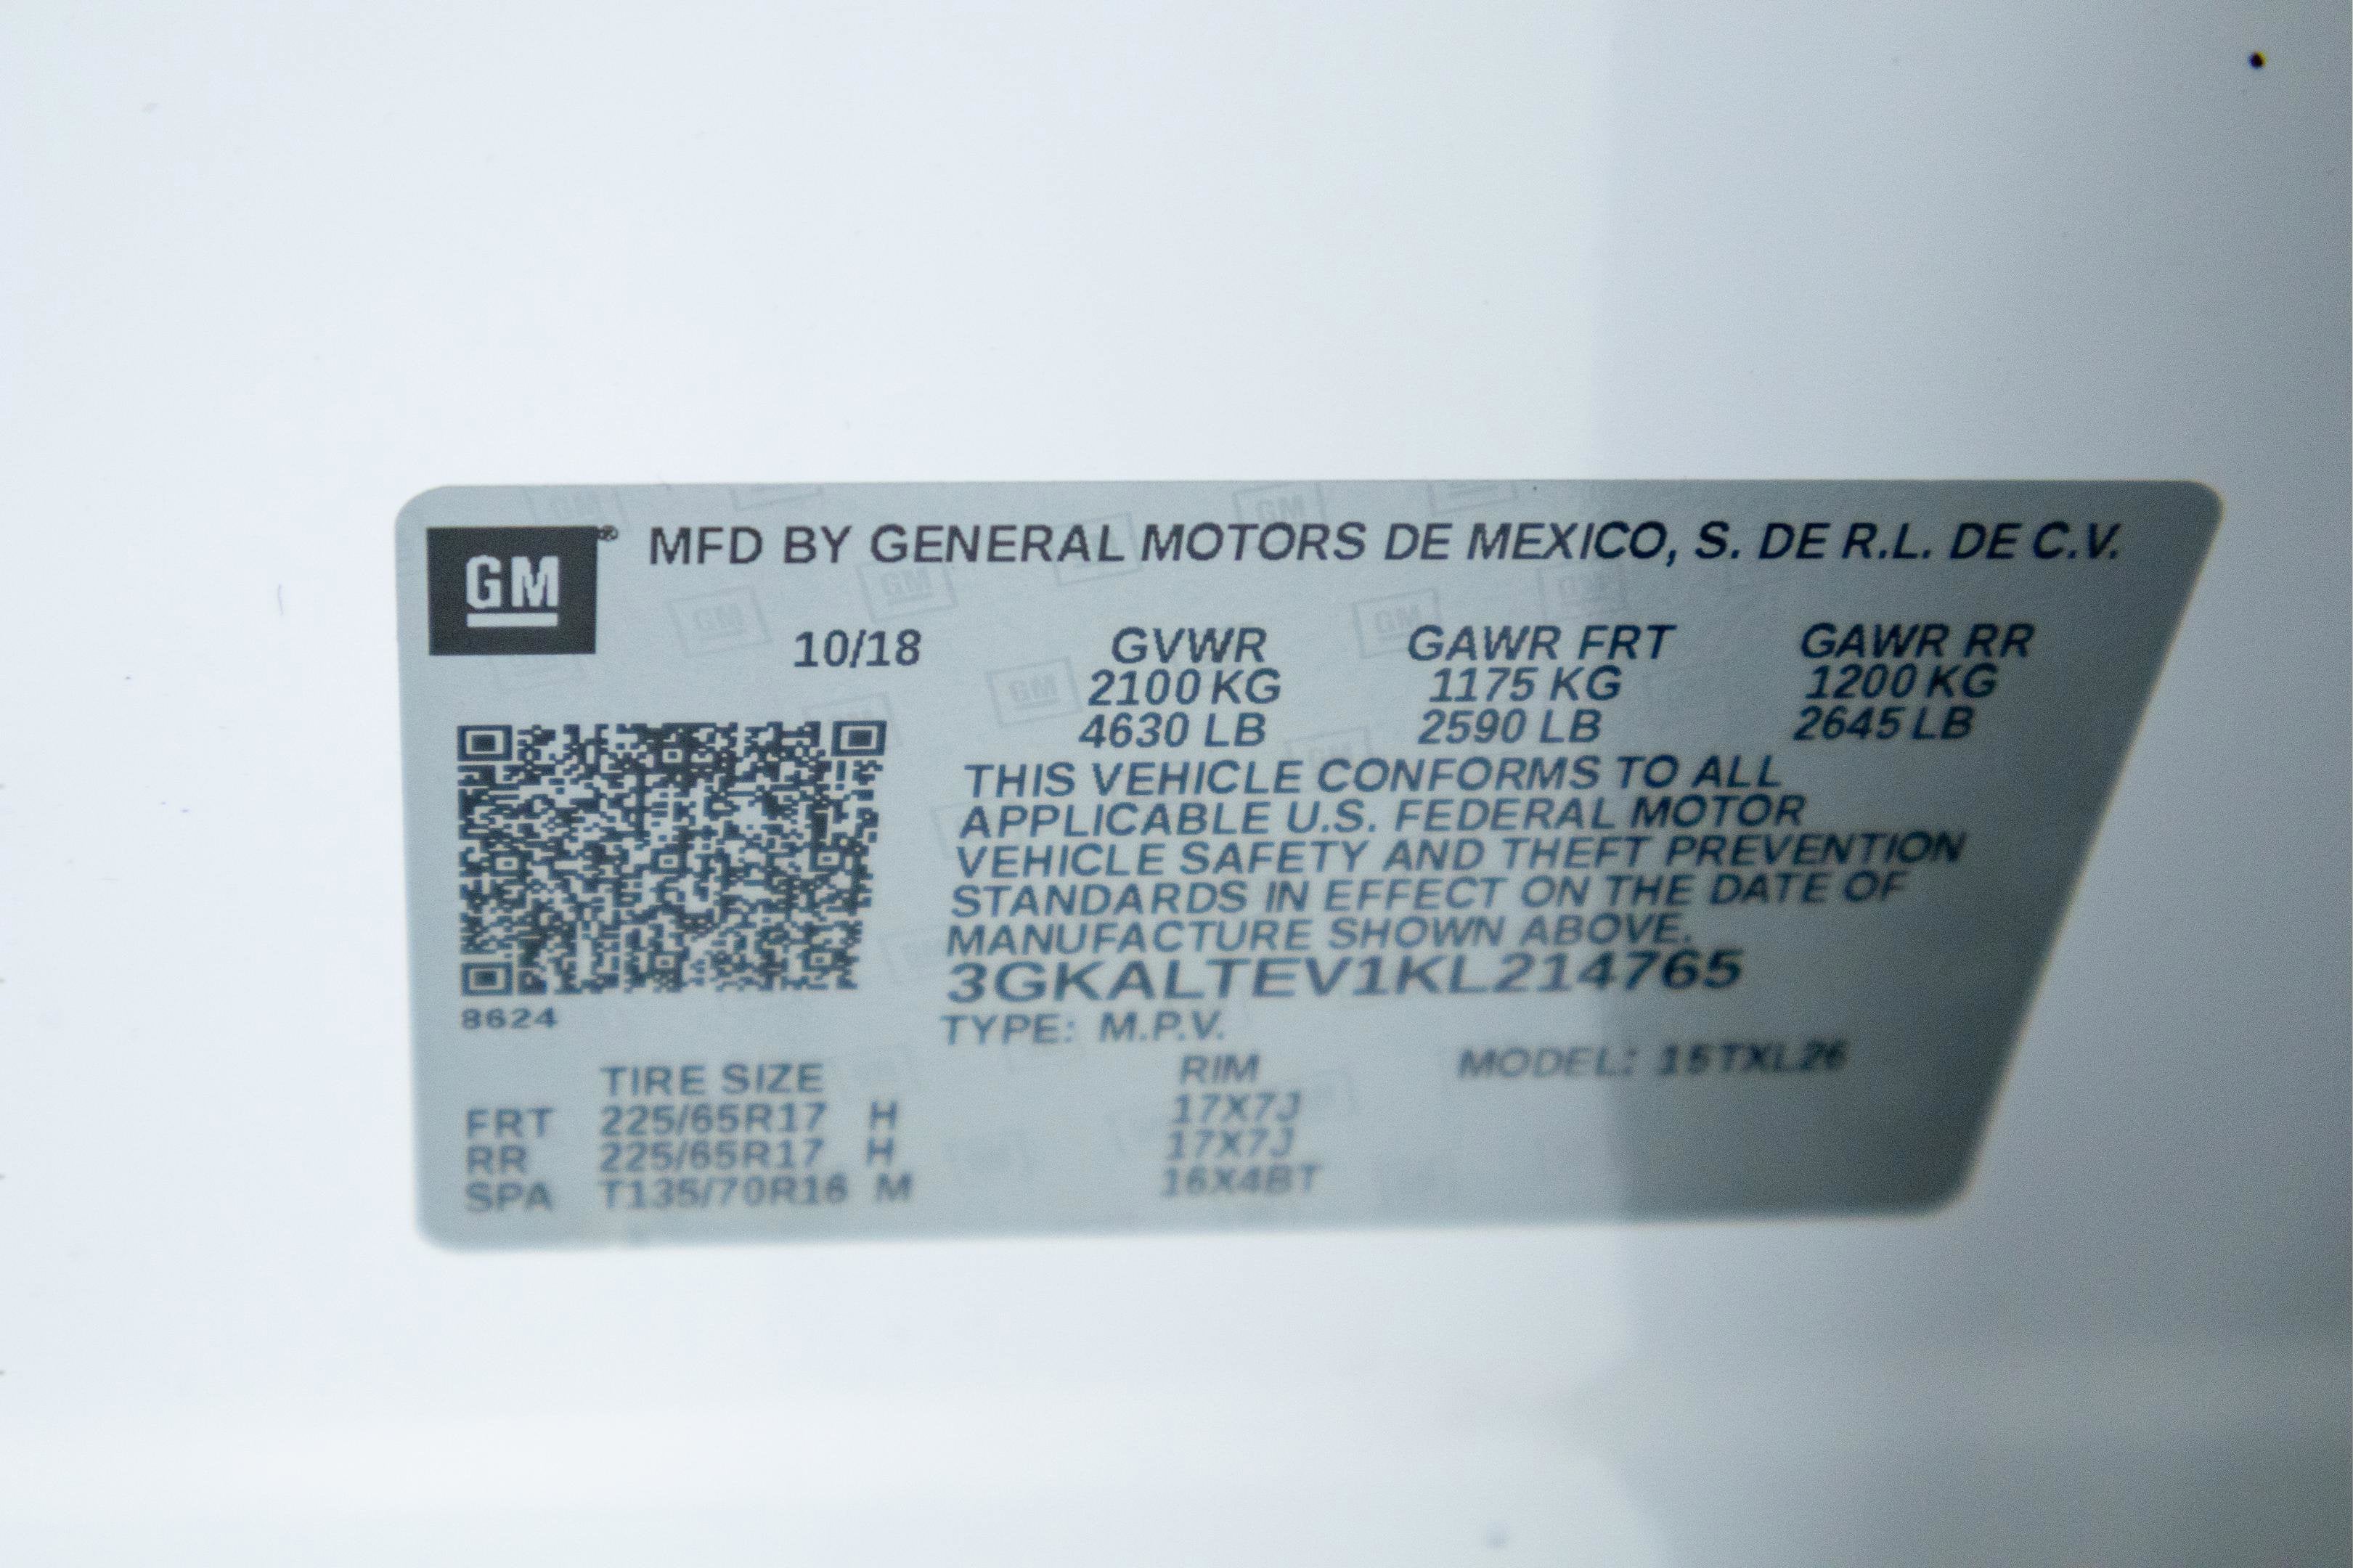 GM® MFD BY GENERAL MOTORS DE MEXICO, S. DE R.L. DE C.V.
10/18 GVWR GAWR FRT GAWR RR
2100 KG 1175 KG 1200 KG
4630 LB 2590 LB 2645 LB
THIS VEHICLE CONFORMS TO ALL
APPLICABLE U.S. FEDERAL MOTOR
VEHICLE SAFETY AND THEFT PREVENTION
STANDARDS IN EFFECT ON THE DATE OF
MANUFACTURE SHOWN ABOVE.
3GKALTEV1KL214765
8624
TYPE: M.P.V.
TIRE SIZE RIM MODEL: 15TXL26
FRT 225/65R17 H 17X7J
RR 225/65R17 H 17X7J
SPA T135/70R16 M 16X4BT